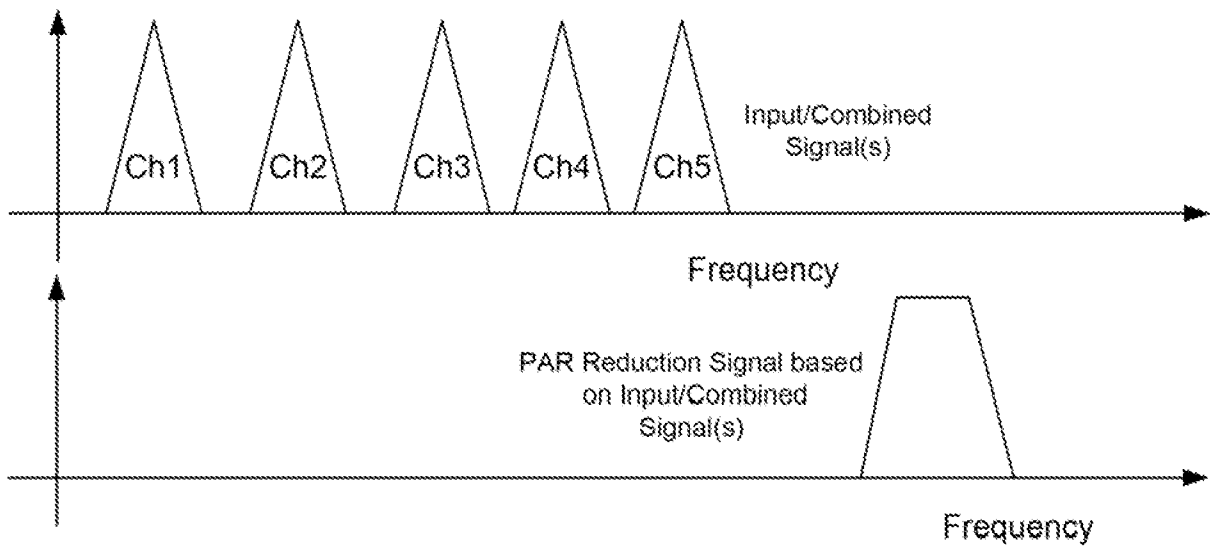 Ch1 Ch2 Ch3 Ch4 Ch5
Input/Combined
Signal(s)
Frequency
PAR Reduction Signal based
on Input/Combined
Signal(s)
Frequency